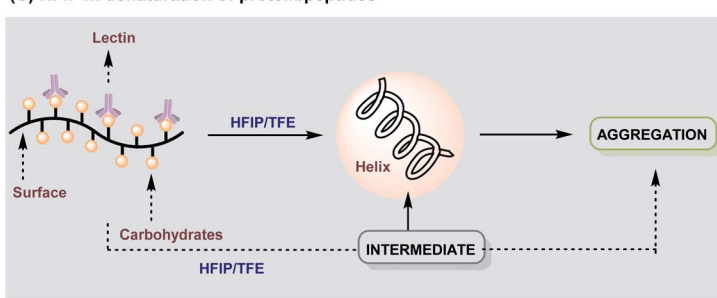 Lectin
HFIP/TFE
AGGREGATION
Helix
Surface
Carbohydrates
INTERMEDIATE
HFIP/TFE